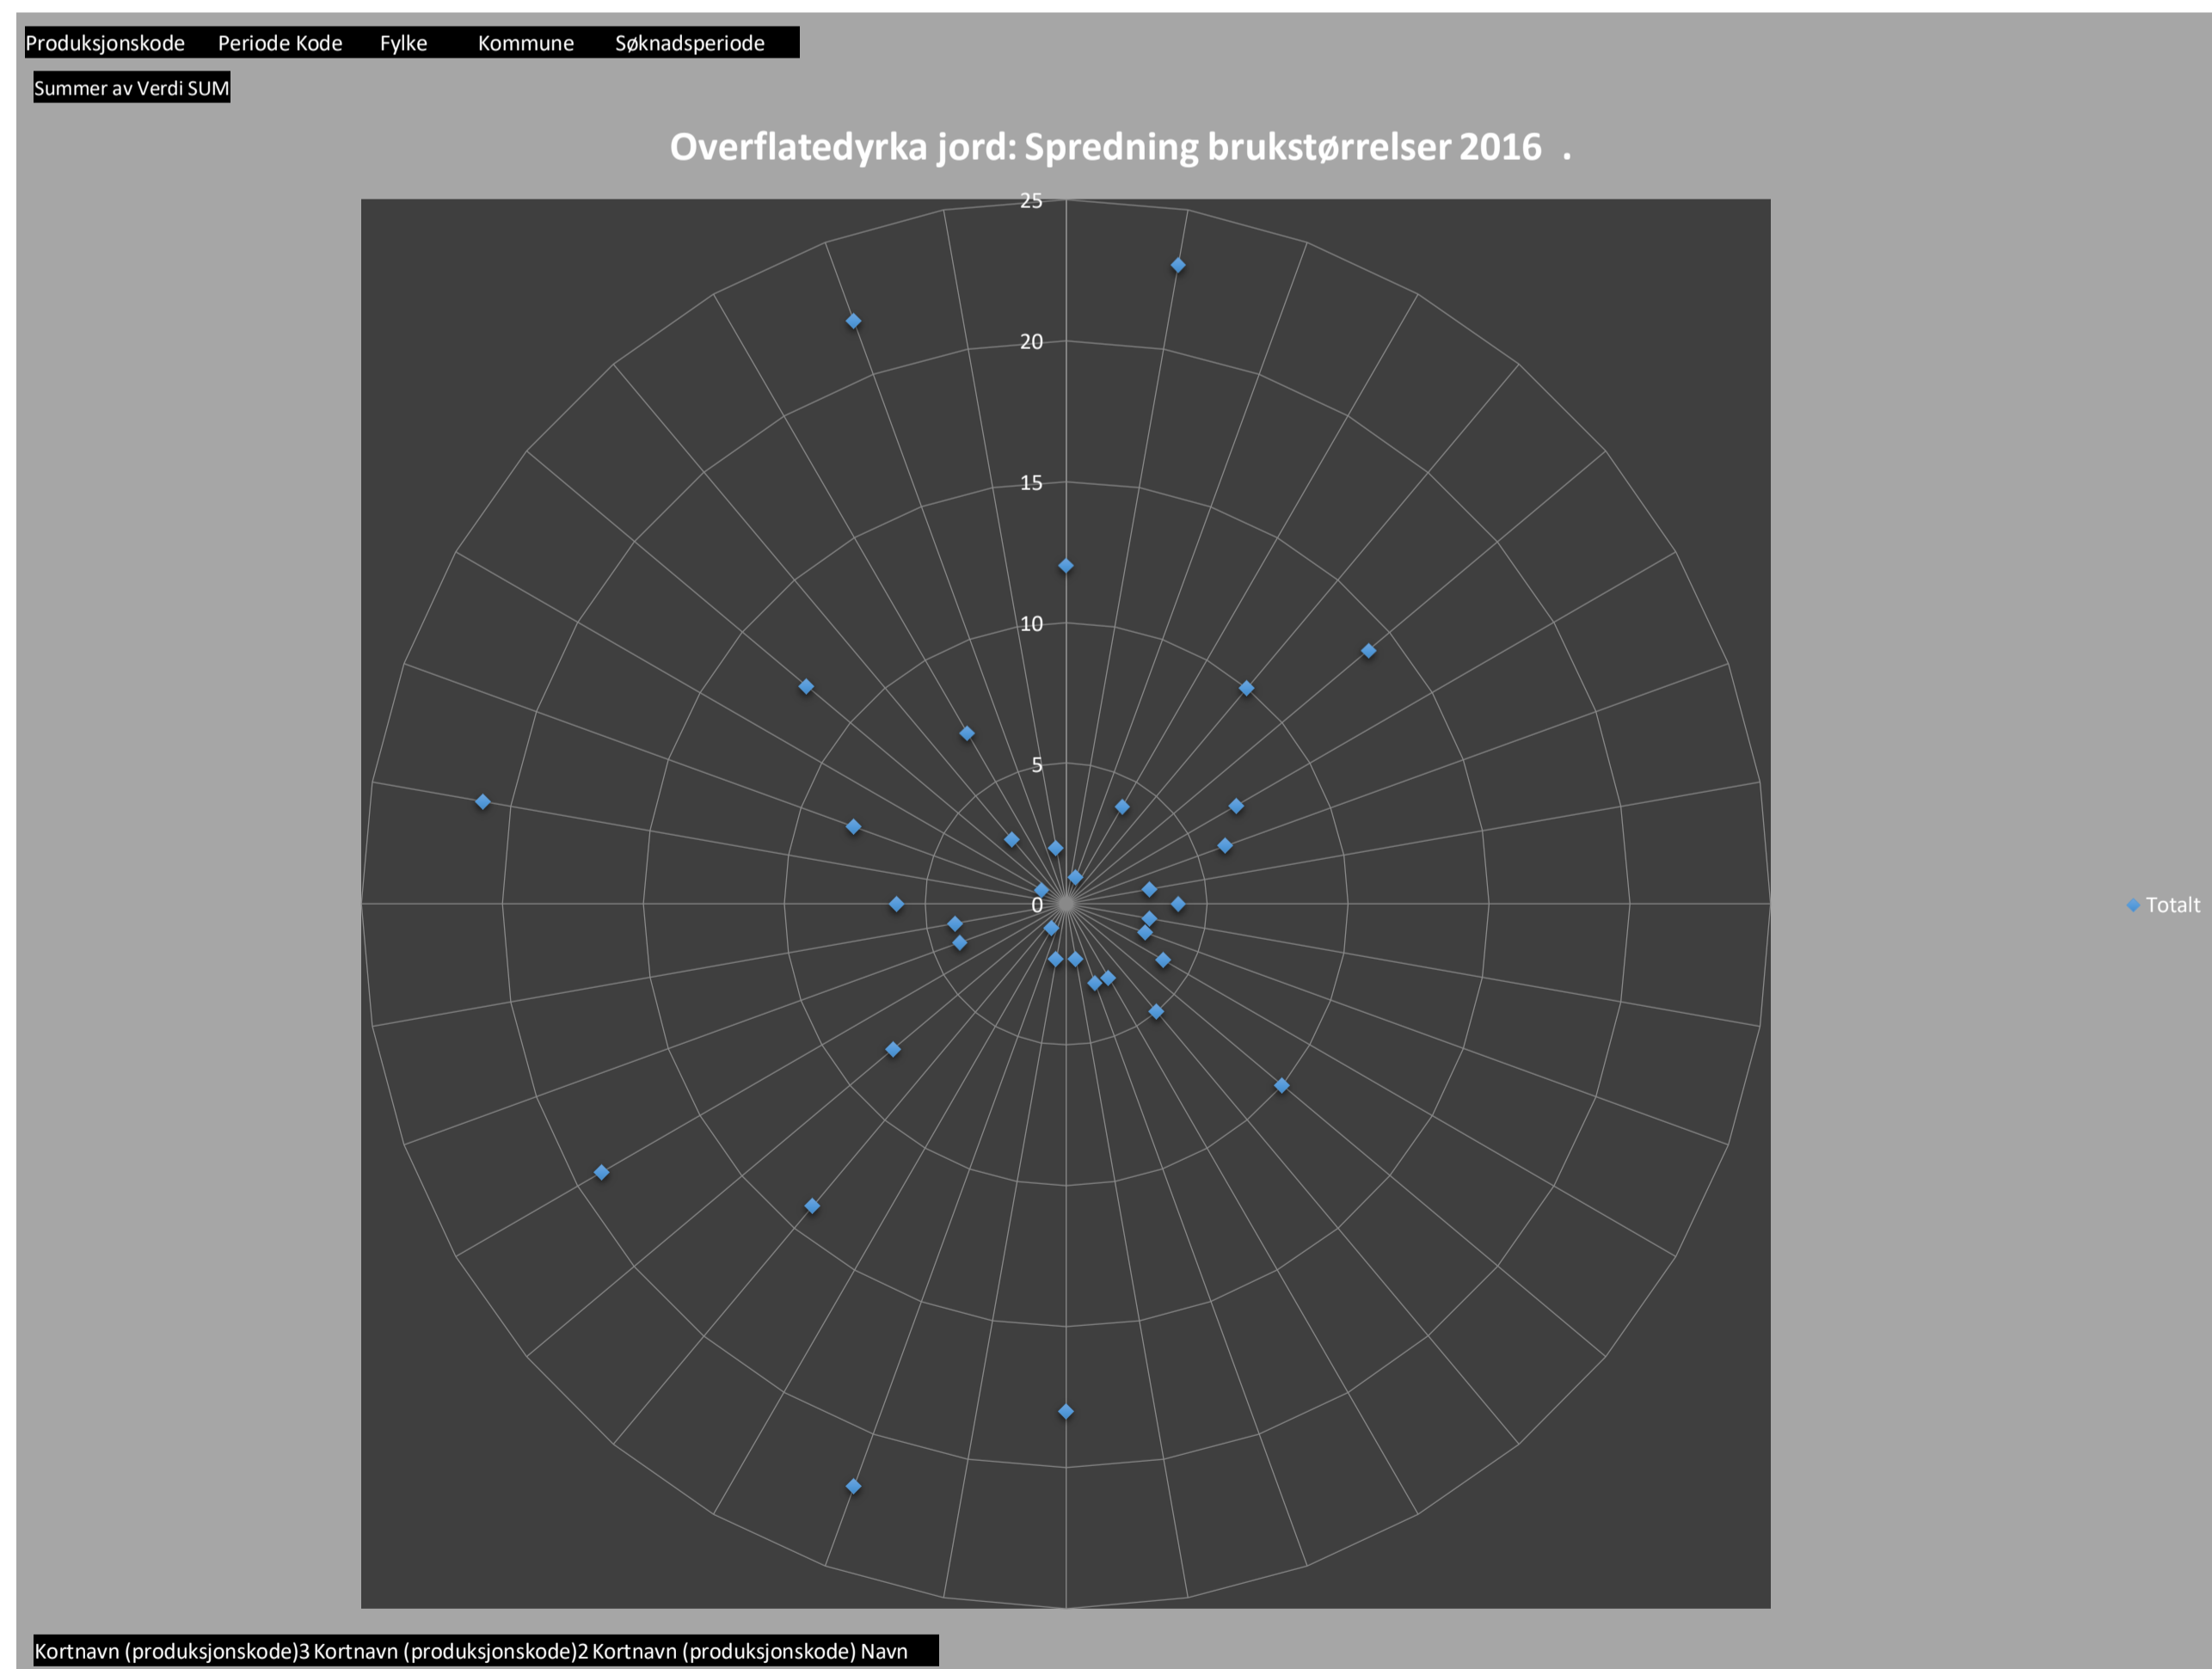 Produksjonskode Periode Kode Fylke Kommune Søknadsperiode
Summer av Verdi SUM
Overflatedyrka jord: Spredning brukstørrelser 2016 .
25
20
15
10
5
0
Totalt
Kortnavn (produksjonskode)3 Kortnavn (produksjonskode)2 Kortnavn (produksjonskode) Navn